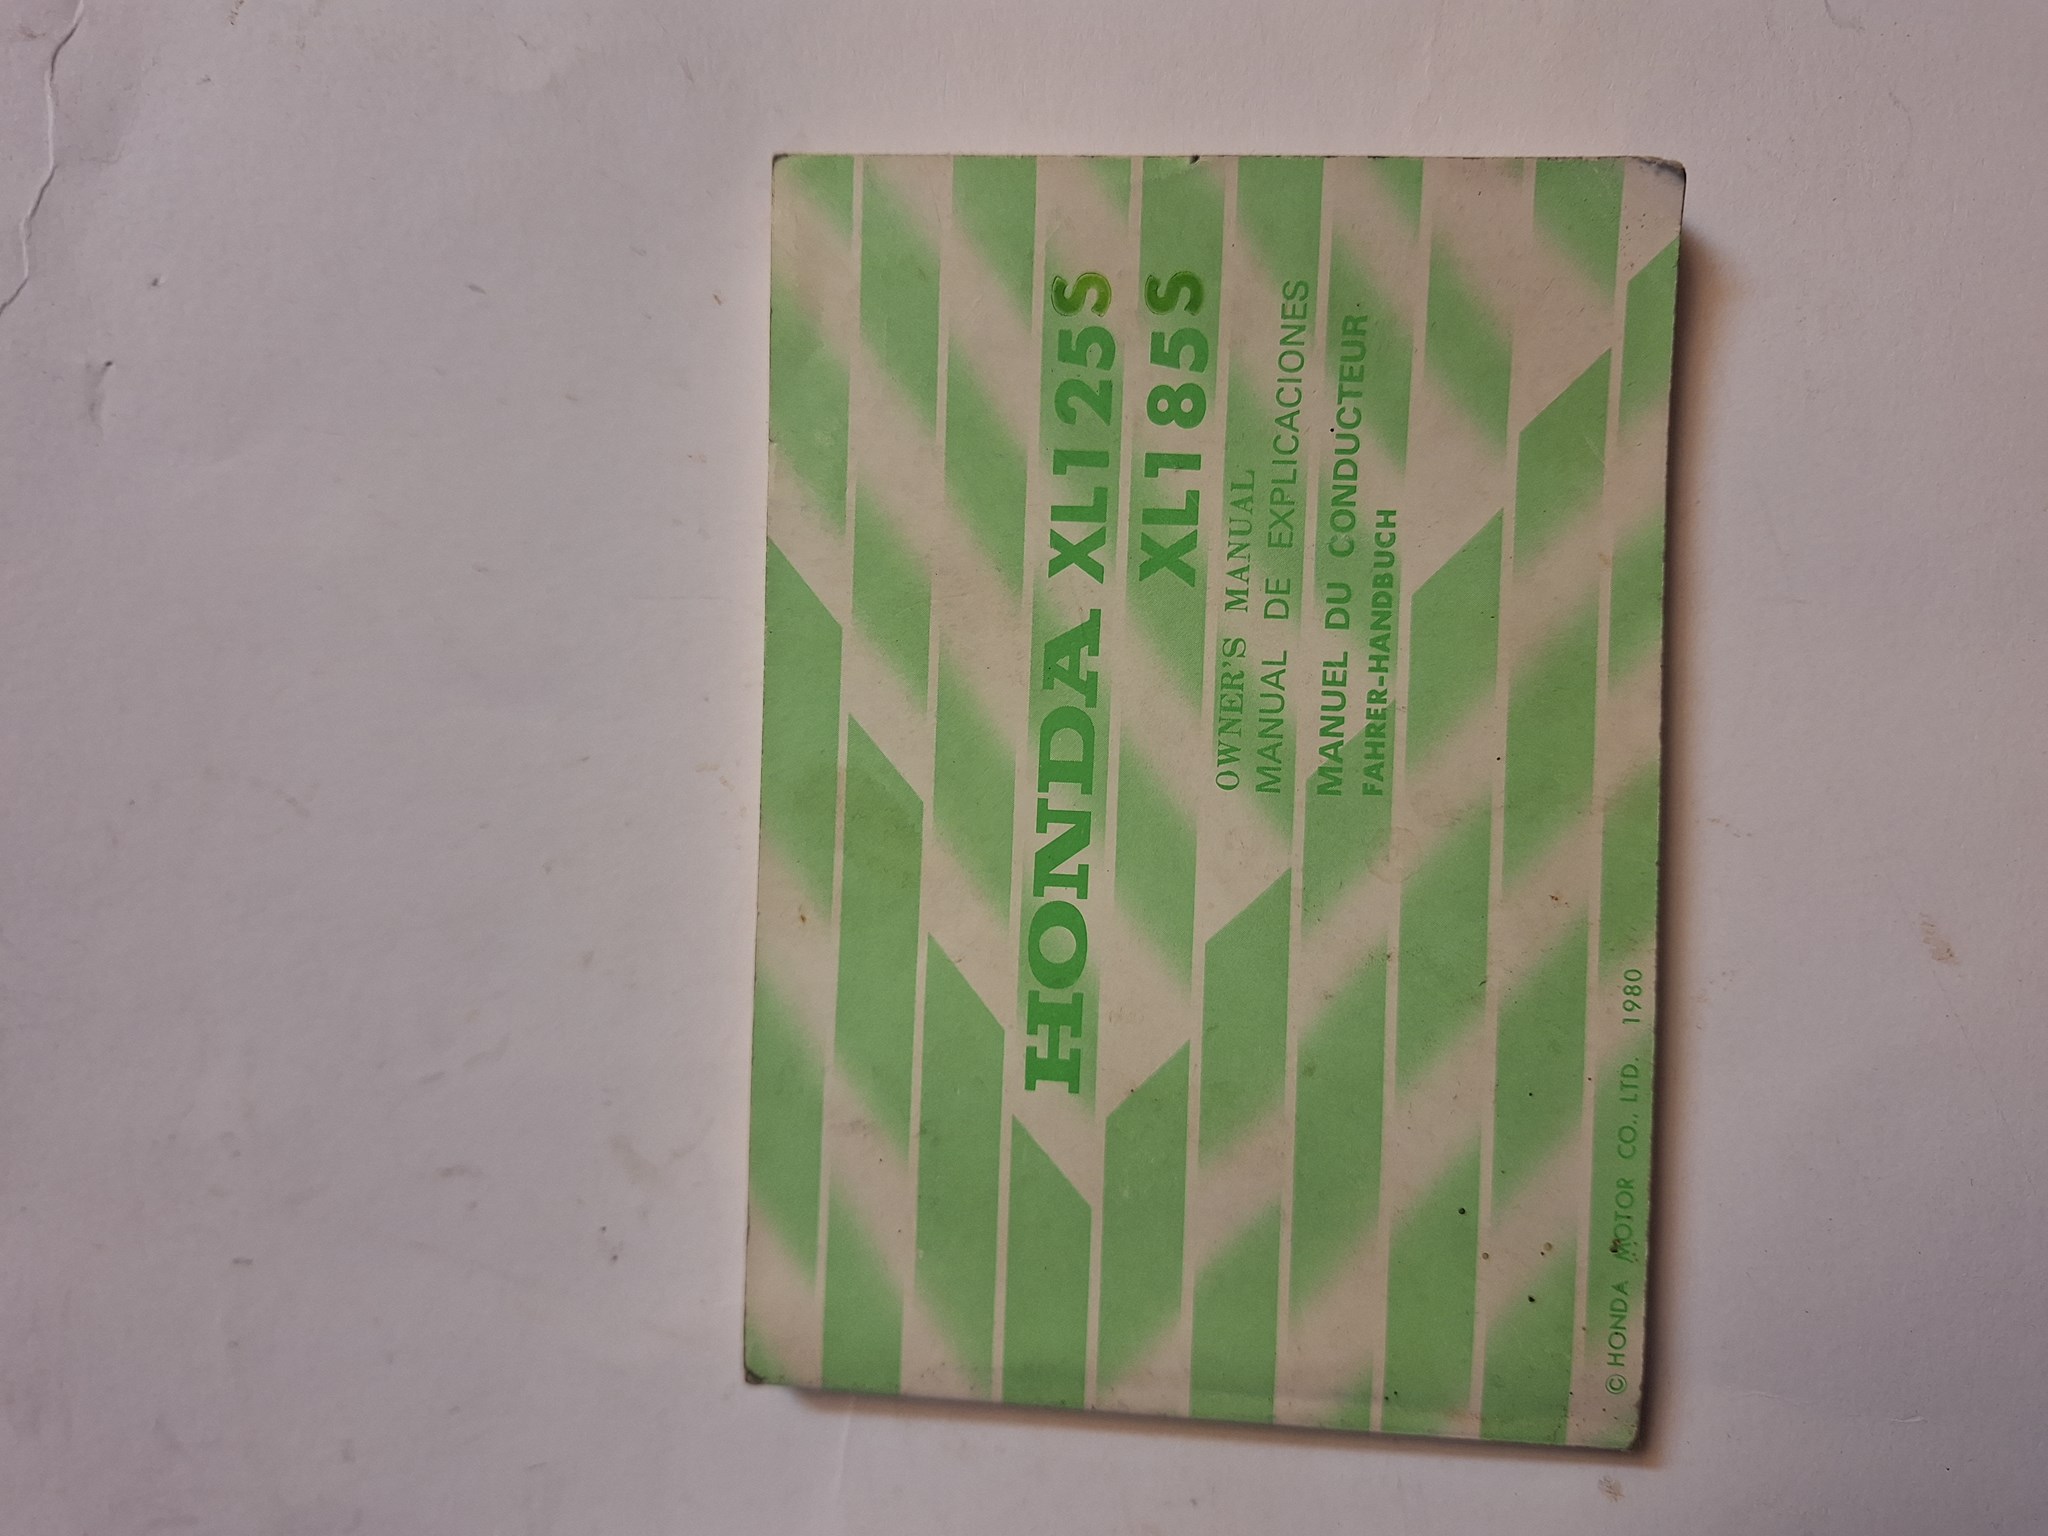 HONDA XL125S
XL185S
OWNER'S MANUAL
MANUAL DE EXPLICACIONES
MANUEL DU CONDUCTEUR
FAHRER-HANDBUCH
© HONDA MOTOR CO., LTD. 1980